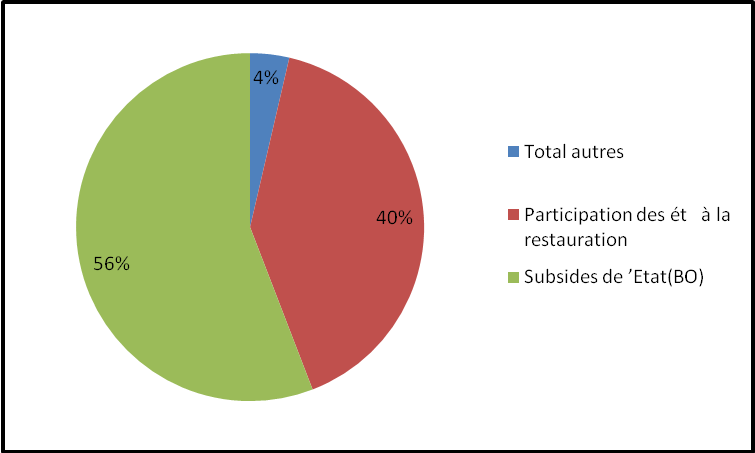 4%
40%
56%
Total autres
Participation des ét à la
restauration
Subsides de ’Etat(BO)